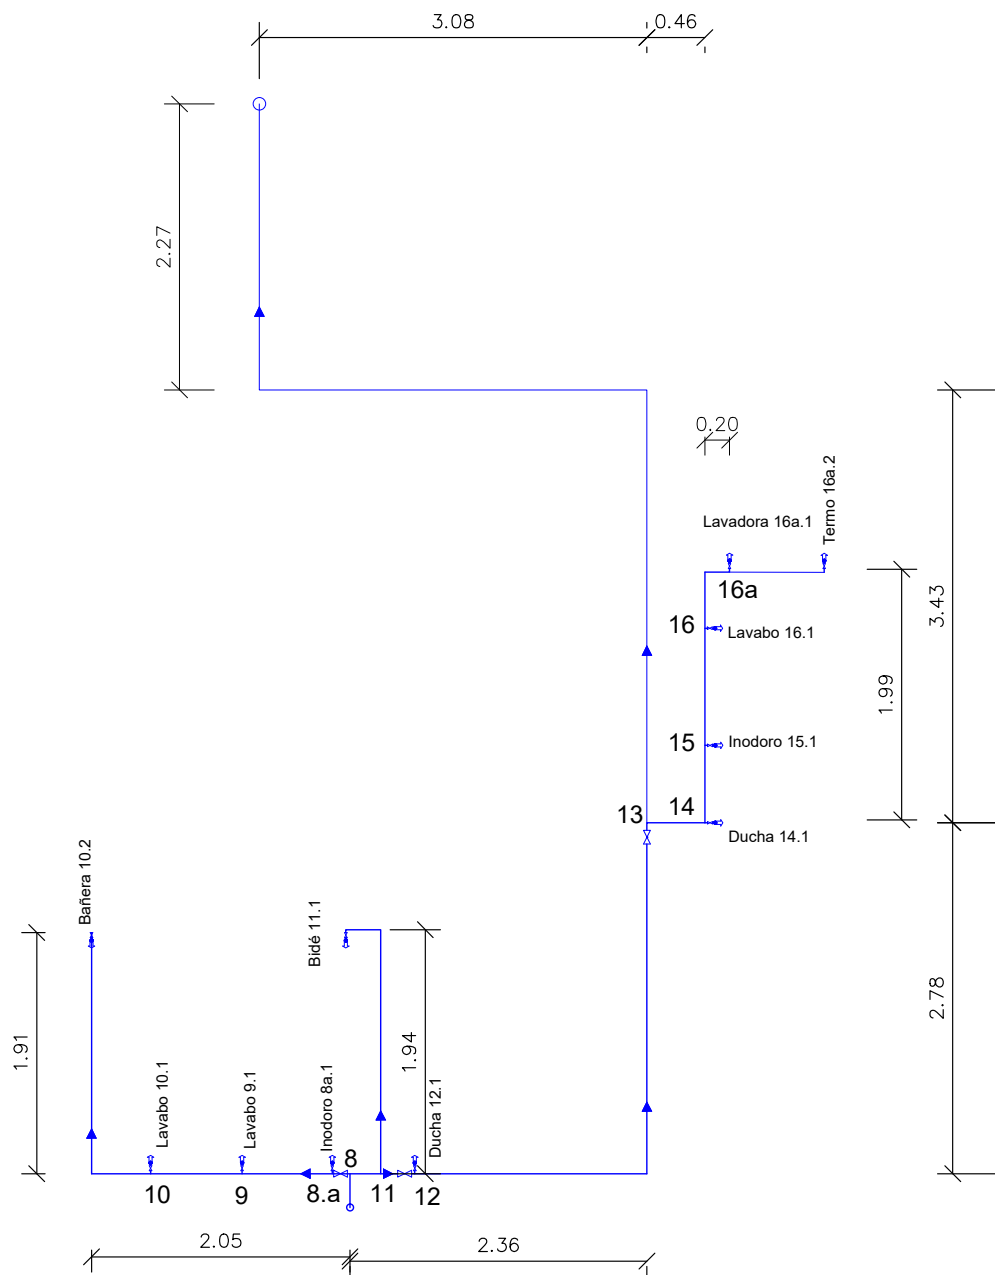 3.08
0.46
2.27
0.20
Termo 16a.2
Lavadora 16a.1
16a
16
Lavabo 16.1
3.43
1.99
15
Inodoro 15.1
13
14
Ducha 14.1
Bañera 10.2
Bidé 11.1
2.78
1.91
1.94
Lavabo 10.1
Lavabo 9.1
Inodoro 8a.1
Ducha 12.1
8
10
9
8.a
11
12
2.05
2.36